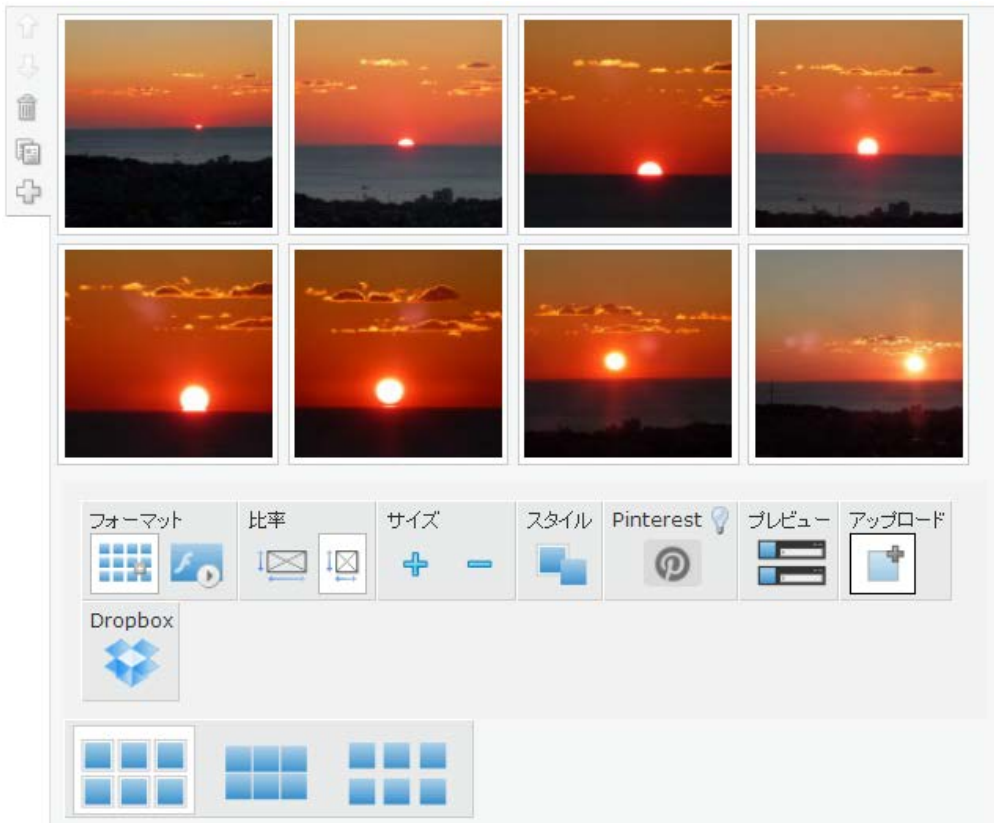 フォーマット
比率
サイズ
スタイル
Pinterest
プレビュー
アップロード
Dropbox